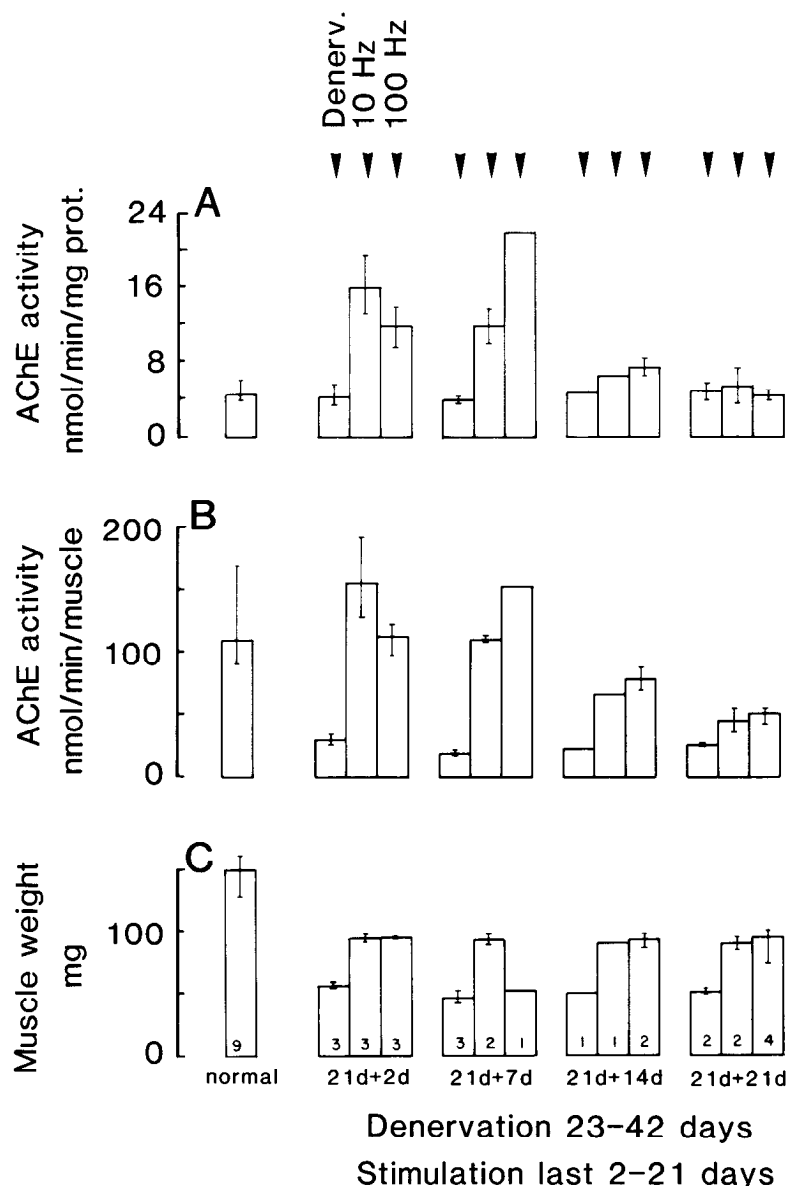 Denerv.
10 Hz
100 Hz
A
AChE activity
nmol/min/mg prot.
24
16
8
0
B
AChE activity
nmol/min/muscle
200
100
0
C
Muscle weight
mg
100
0
9
3 3 3
3 2 1
1 1 2
2 2 4
normal
21d+2d
21d+7d
21d+14d
21d+21d
Denervation 23-42 days
Stimulation last 2-21 days